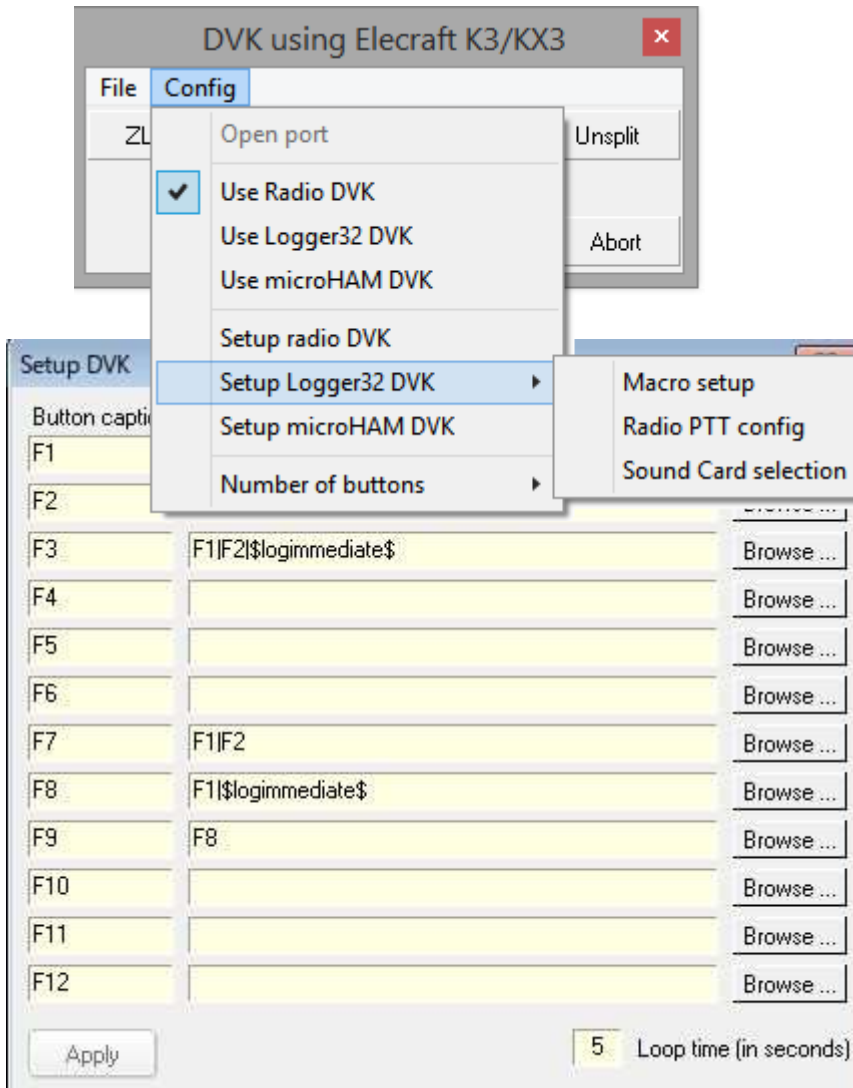 DVK using Elecraft K3/KX3
File Config
ZL
Open port
Unsplit
Use Radio DVK
Use Logger32 DVK
Abort
Use microHAM DVK
Setup radio DVK
Setup DVK
Setup Logger32 DVK
Macro setup
Setup microHAM DVK
Radio PTT config
Number of buttons
Sound Card selection
F1
F2
F3 F1|F2|$logimmediate$ Browse ...
F4 Browse ...
F5 Browse ...
F6 Browse ...
F7 F1|F2 Browse ...
F8 F1|$logimmediate$ Browse ...
F9 F8 Browse ...
F10 Browse ...
F11 Browse ...
F12 Browse ...
Apply 5 Loop time (in seconds)